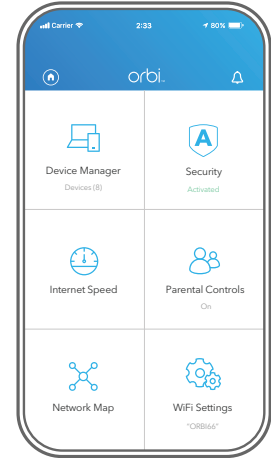 Carrier 2:33 80%
orbi
Device Manager
Devices (8)
Security
Activated
Internet Speed
Parental Controls
On
Network Map
WiFi Settings
"ORBI66"